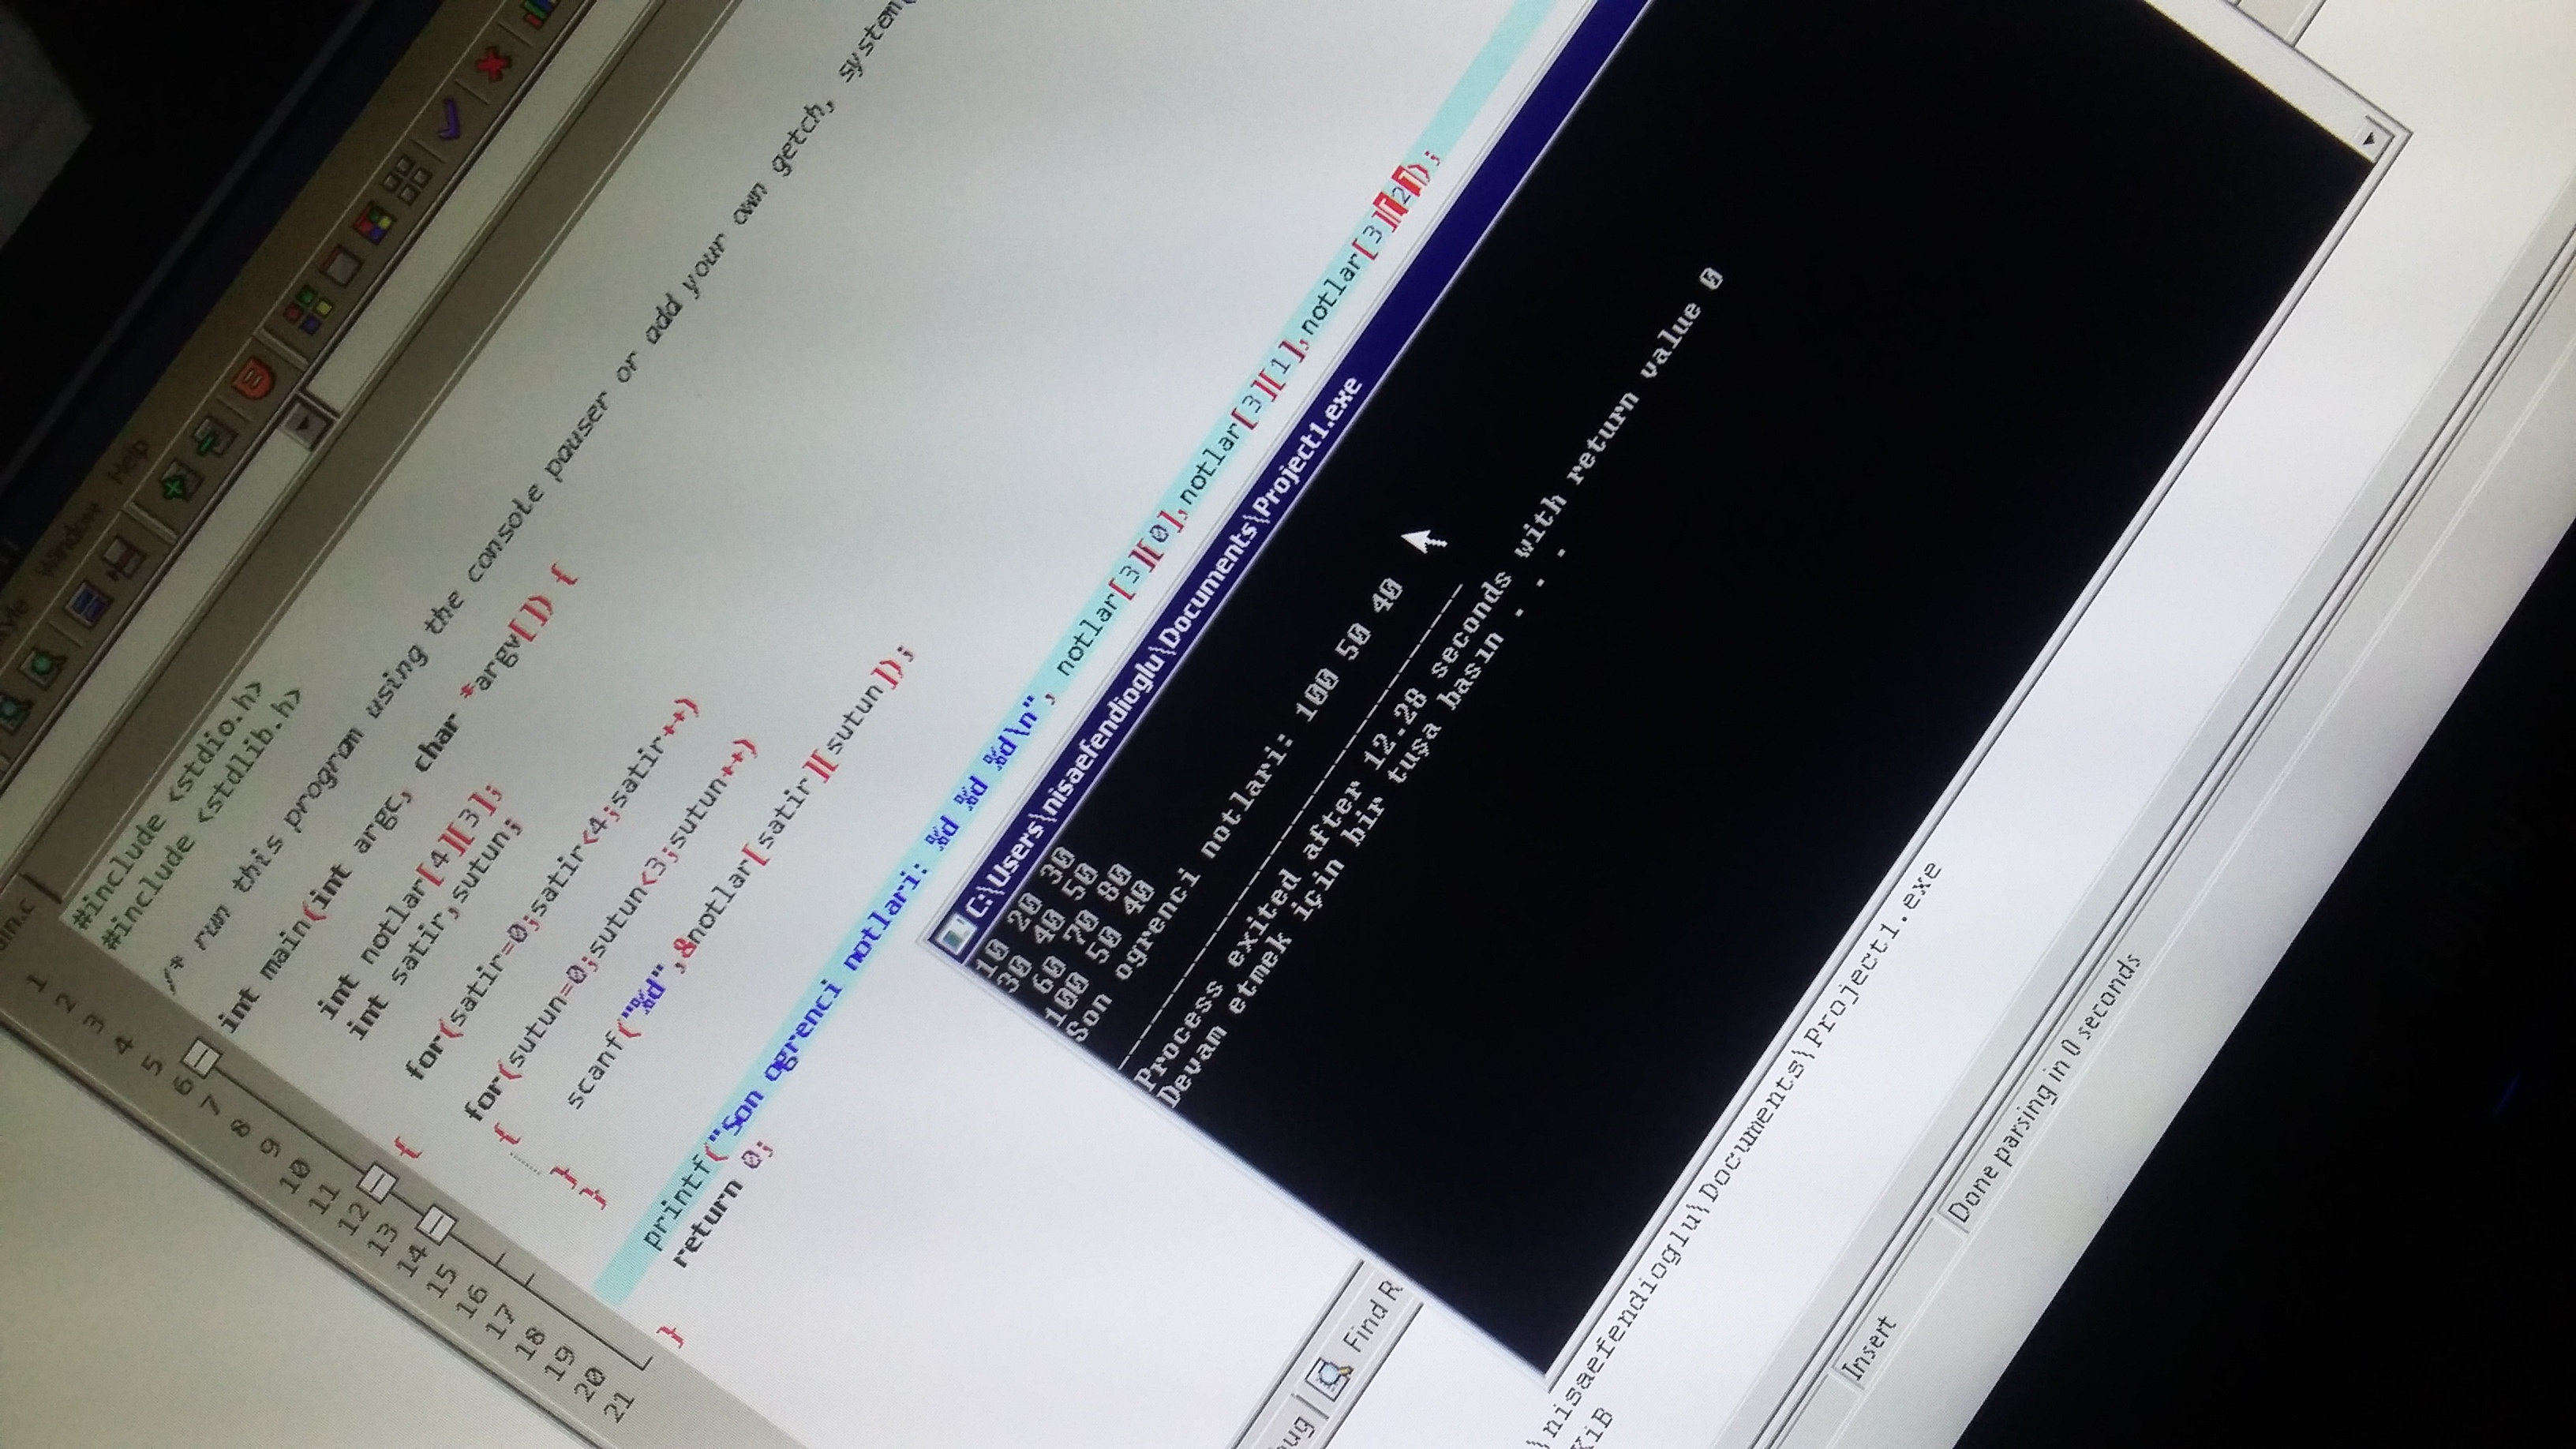 Window Help
1
2
3
4
5
6
7
8
9
10
11
12
13
14
15
16
17
18
19
20
21
#include <stdio.h>
#include <stdlib.h>
/* run this program using the console pauser or add your own getch, system(
int main(int argc, char *argv[]) {
int notlar[4][3];
int satir,sutun;
for(satir=0;satir<4;satir++)
{
for(sutun=0;sutun<3;sutun++)
{
scanf("%d",&notlar[satir][sutun]);
}
}
printf("Son ogrenci notlari: %d %d %d\n", notlar[3][0],notlar[3][1],notlar[3][2]);
return 0;
}
C:\Users\nisaefendioglu\Documents\Project1.exe
10 20 30
30 40 50
60 70 80
100 50 40
Son ogrenci notlari: 100 50 40
--------------------------------
Process exited after 12.28 seconds with return value 0
Devam etmek için bir tuşa basın . . .
Find R
\nisaefendioglu\Documents\Project1.exe
KiB
Insert
Done parsing in 0 seconds